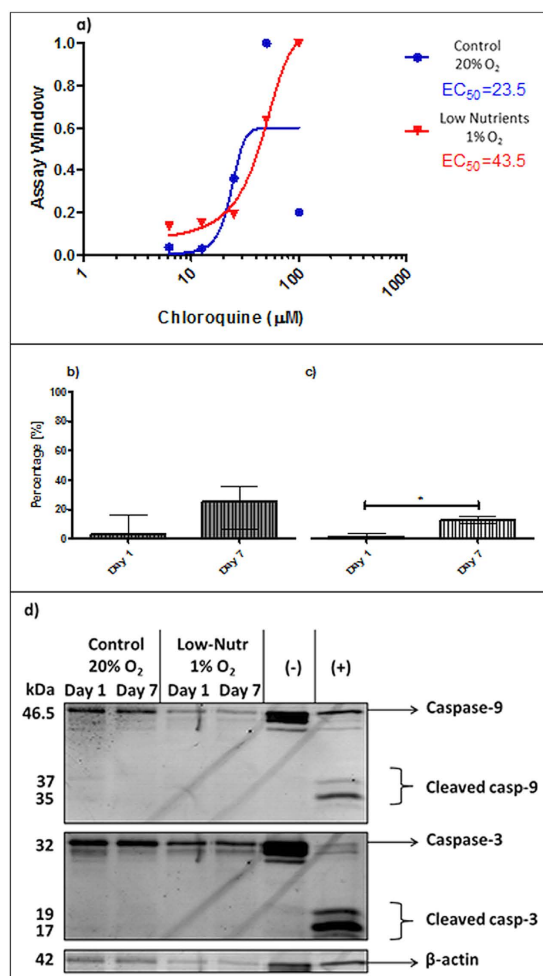 a)
1.0
0.8
0.6
0.4
0.2
0.0
Assay Window
1
10
100
1000
Chloroquine (µM)
Control
20% O₂
EC₅₀=23.5
Low Nutrients
1% O₂
EC₅₀=43.5
b)
c)
100
80
60
40
20
0
Percentage [%]
*
Day 1
Day 7
Day 1
Day 7
d)
Control
20% O₂
Low-Nutr
1% O₂
(-)
(+)
kDa
Day 1
Day 7
Day 1
Day 7
46.5
Caspase-9
37
35
Cleaved casp-9
32
Caspase-3
19
17
Cleaved casp-3
42
β-actin